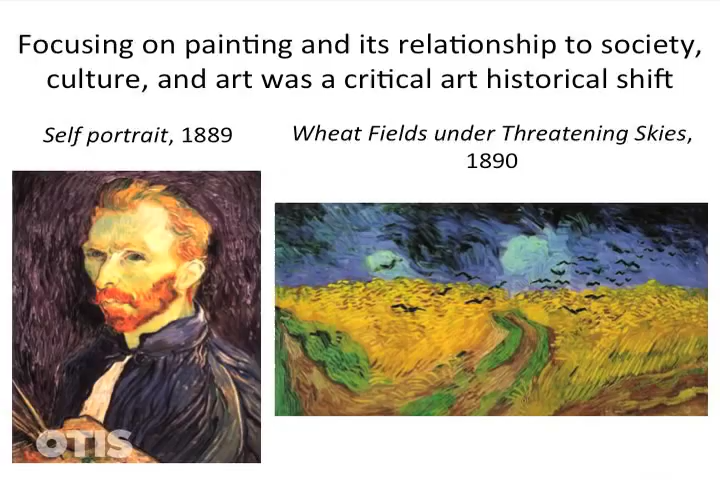 Focusing on painting and its relationship to society,
culture, and art was a critical art historical shift
Self portrait, 1889
Wheat Fields under Threatening Skies,
1890
OTIS